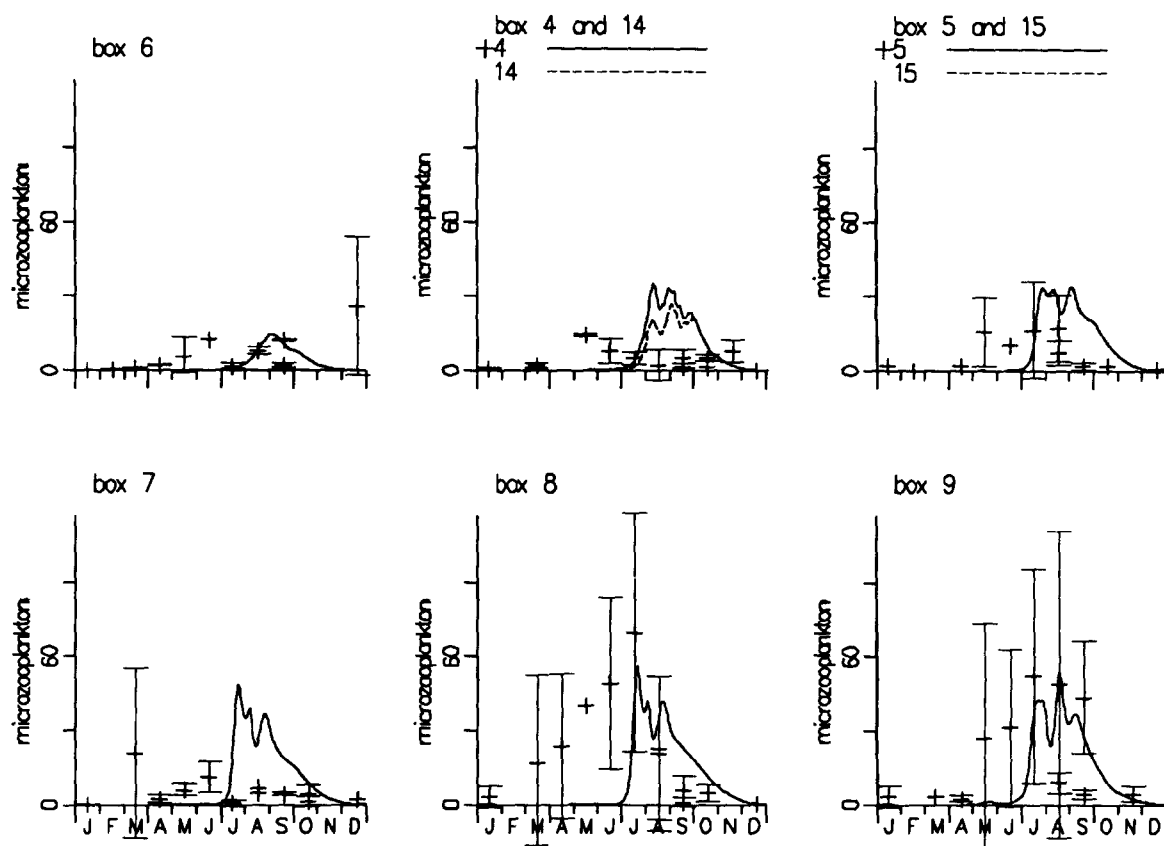 box 6
box 4 and 14
+4
14
box 5 and 15
+5
15
microzooplankton
60
0
microzooplankton
60
0
microzooplankton
60
0
box 7
box 8
box 9
microzooplankton
60
0
microzooplankton
60
0
microzooplankton
60
0
J F M A M J J A S O N D
J F M A M J J A S O N D
J F M A M J J A S O N D